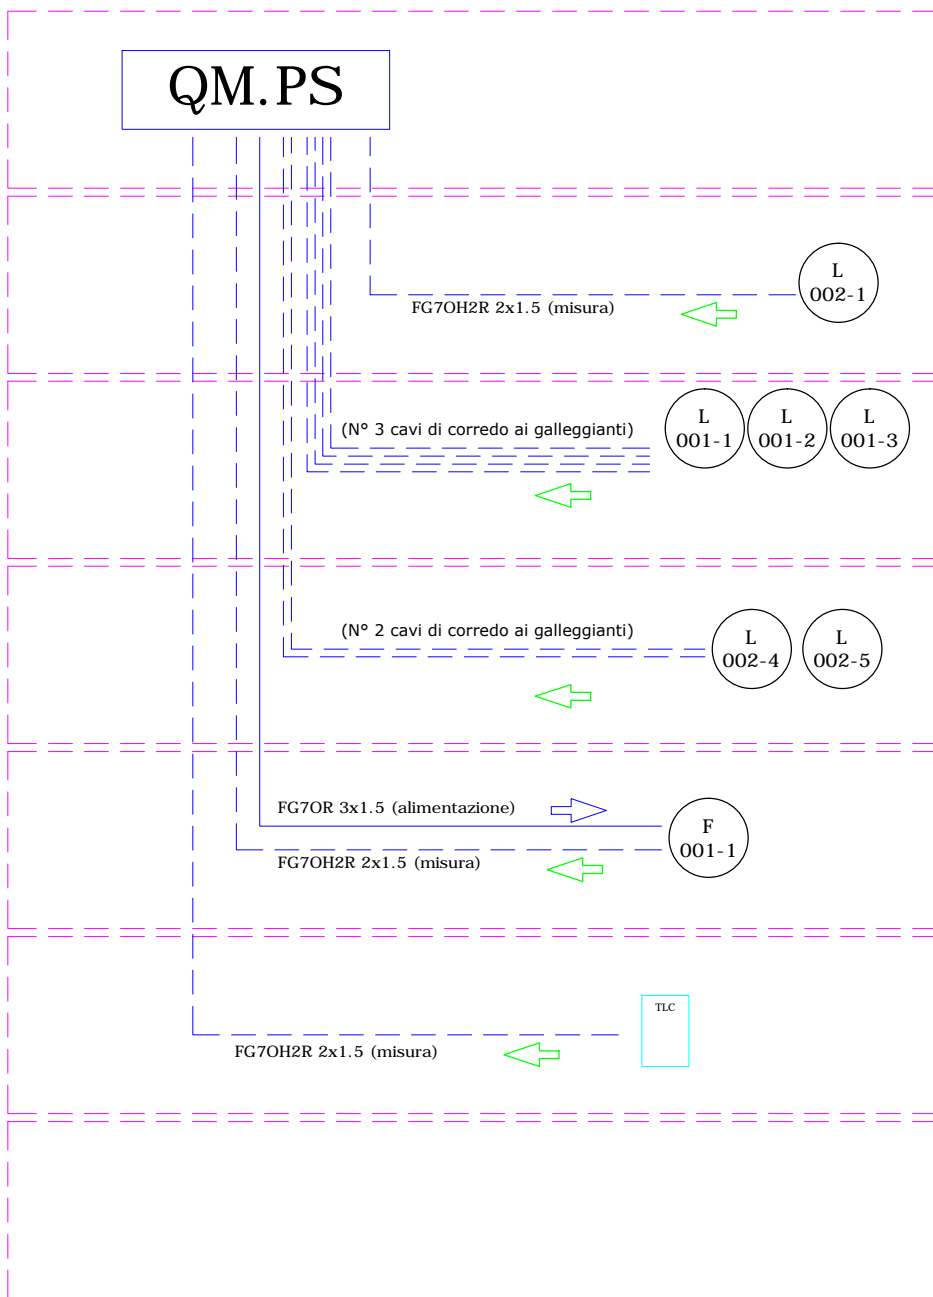 QM.PS
L
002-1
FG7OH2R 2x1.5 (misura)
(N° 3 cavi di corredo ai galleggianti)
L
001-1
L
001-2
L
001-3
(N° 2 cavi di corredo ai galleggianti)
L
002-4
L
002-5
FG7OR 3x1.5 (alimentazione)
F
001-1
FG7OH2R 2x1.5 (misura)
TLC
FG7OH2R 2x1.5 (misura)